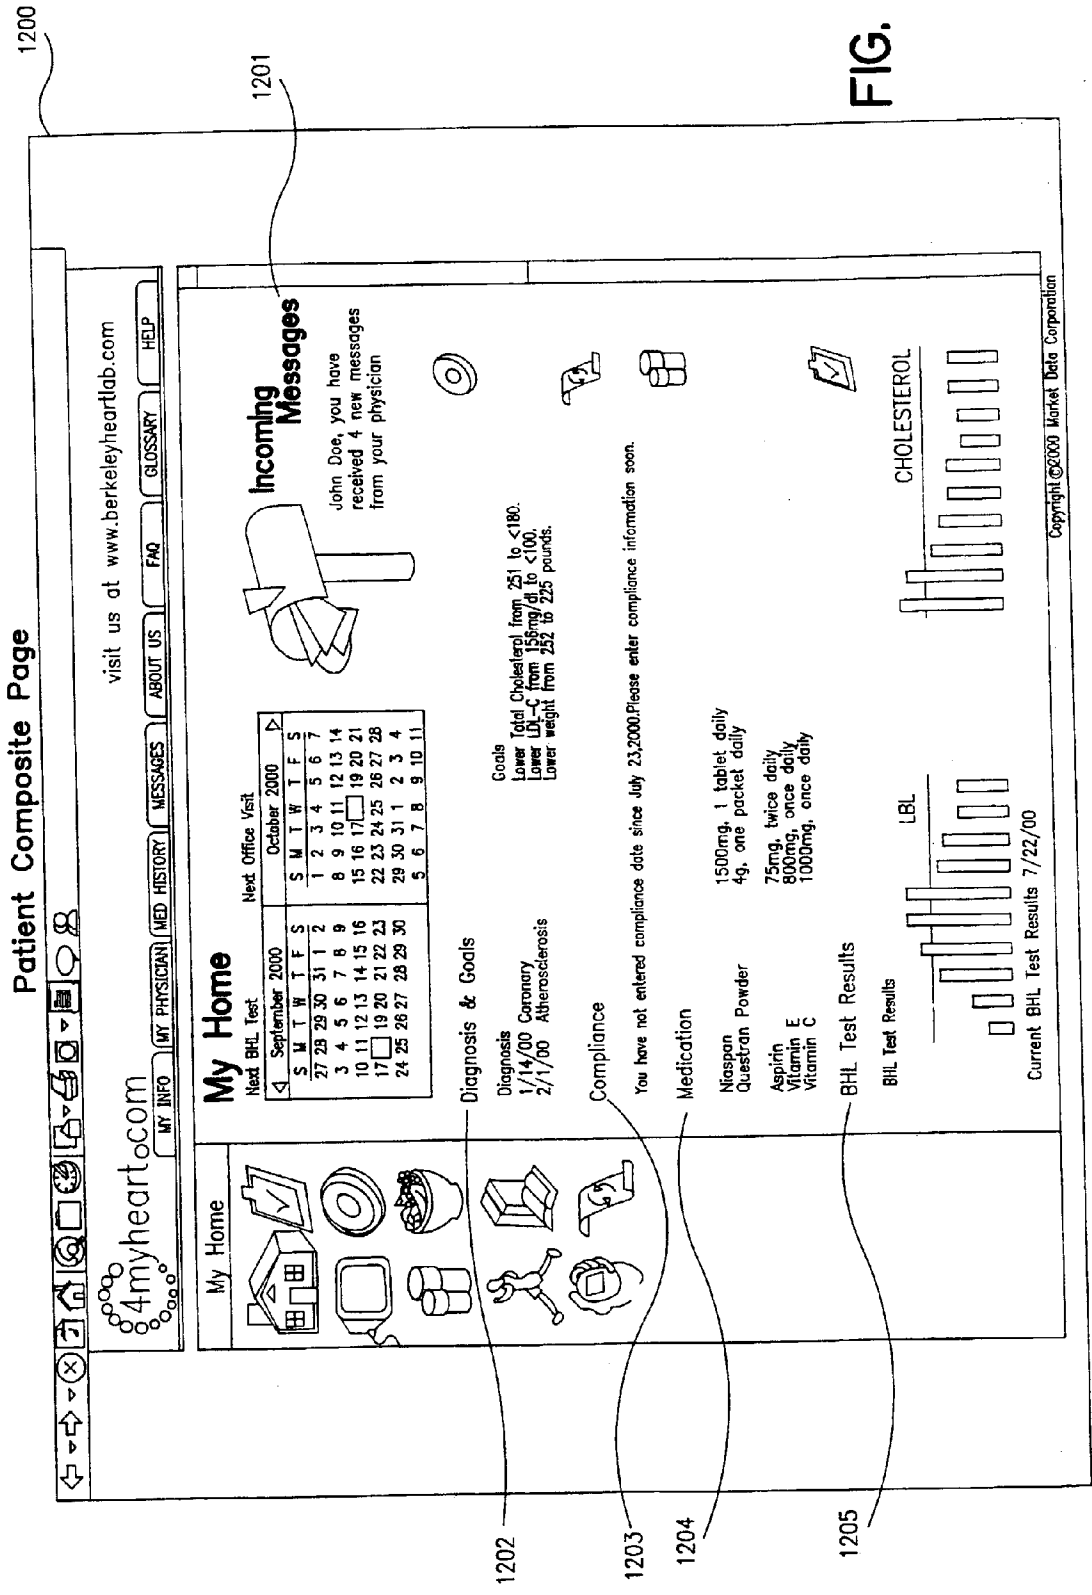 Patient Composite Page
1200
visit us at www.berkeleyheartlab.com
4myheart.com
MY INFO
MY PHYSICIAN
MED HISTORY
MESSAGES
ABOUT US
FAQ
GLOSSARY
HELP
My Home
My Home
Next BHL Test
Next Office Visit
September 2000
S M T W T F S
27 28 29 30 31 1 2
3 4 5 6 7 8 9
10 11 12 13 14 15 16
17 19 20 21 22 23
24 25 26 27 28 29 30
October 2000
S M T W T F S
1 2 3 4 5 6 7
8 9 10 11 12 13 14
15 16 17 19 20 21
22 23 24 25 26 27 28
29 30 31 1 2 3 4
5 6 7 8 9 10 11
Incoming
Messages
1201
John Doe, you have
received 4 new messages
from your physician
1202
Diagnosis & Goals
Diagnosis
1/14/00 Coronary
2/1/00 Atherosclerosis
Goals
Lower Total Cholesterol from 251 to <180.
Lower LDL-C from 156mg/dl to <100.
Lower weight from 252 to 225 pounds.
1203
Compliance
You have not entered compliance date since July 23,2000.Please enter compliance information soon.
1204
Medication
Niaspan 1500mg, 1 tablet daily
Questran Powder 4g, one packet daily
Aspirin 75mg, twice daily
Vitamin E 800mg, once daily
Vitamin C 1000mg, once daily
1205
BHL Test Results
BHL Test Results
LBL
CHOLESTEROL
Current BHL Test Results 7/22/00
Copyright ©2000 Market Data Corporation
FIG.